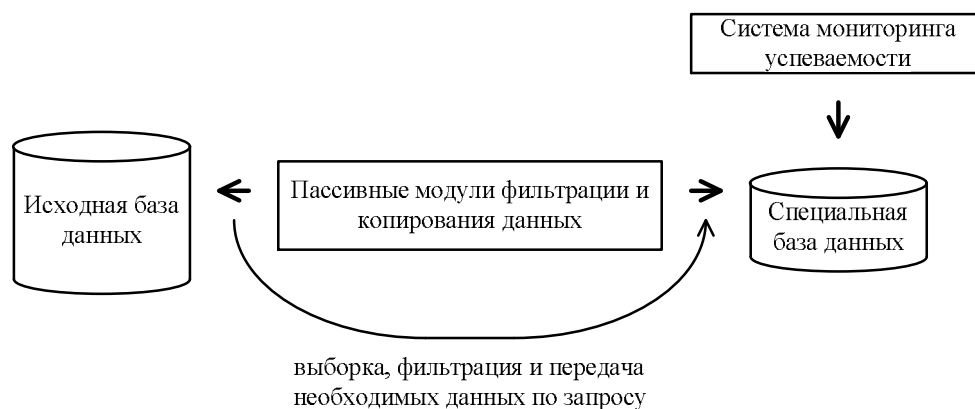 Система мониторинга
успеваемости
Исходная база
данных
Пассивные модули фильтрации и
копирования данных
Специальная
база данных
выборка, фильтрация и передача
необходимых данных по запросу